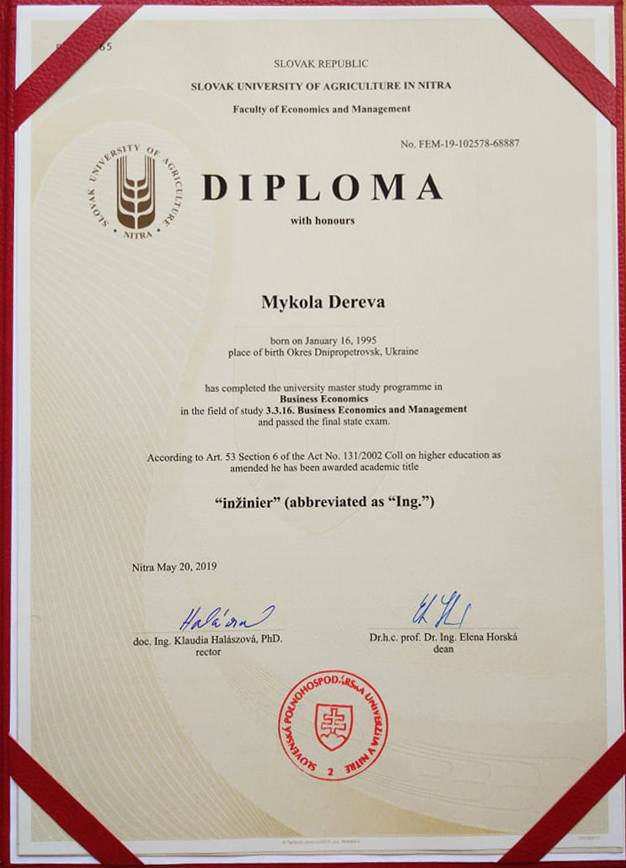 SLOVAK REPUBLIC
SLOVAK UNIVERSITY OF AGRICULTURE IN NITRA
Faculty of Economics and Management
No. FEM-19-102578-68887
SLOVAK UNIVERSITY OF AGRICULTURE
• NITRA •
DIPLOMA
with honours
Mykola Dereva
born on January 16, 1995
place of birth Okres Dnipropetrovsk, Ukraine
has completed the university master study programme in
Business Economics
in the field of study 3.3.16. Business Economics and Management
and passed the final state exam.
According to Art. 53 Section 6 of the Act No. 131/2002 Coll on higher education as
amended he has been awarded academic title
“inžinier” (abbreviated as “Ing.”)
Nitra May 20, 2019
doc. Ing. Klaudia Halászová, PhD.
rector
Dr.h.c. prof. Dr. Ing. Elena Horská
dean
SLOVENSKÁ POĽNOHOSPODÁRSKA UNIVERZITA V NITRE
2